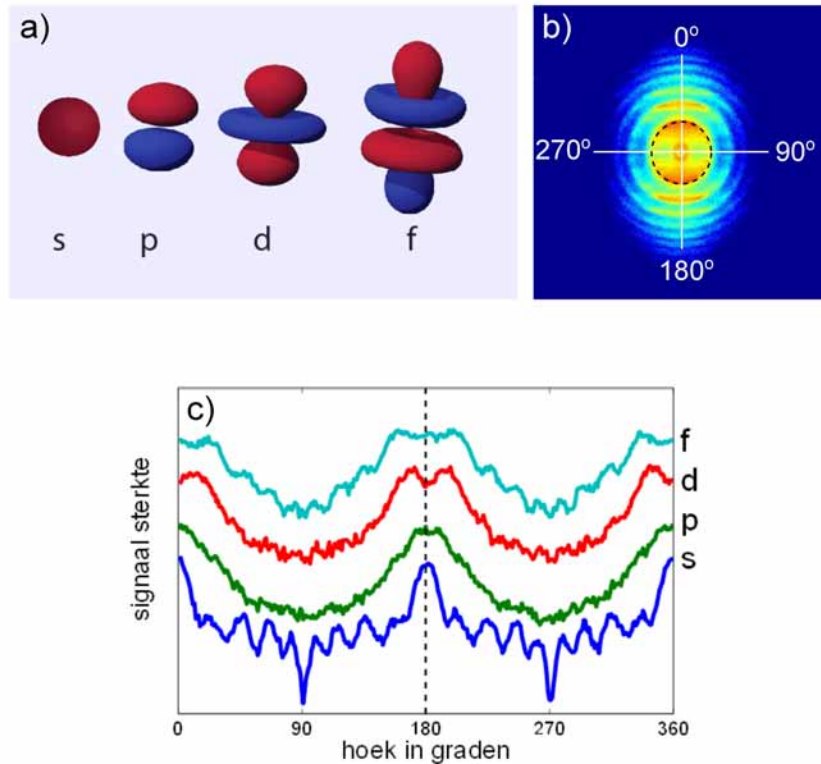 a)
s p d f
b)
0°
270° 90°
180°
c)
f
d
p
s
signaal sterkte
0 90 180 270 360
hoek in graden